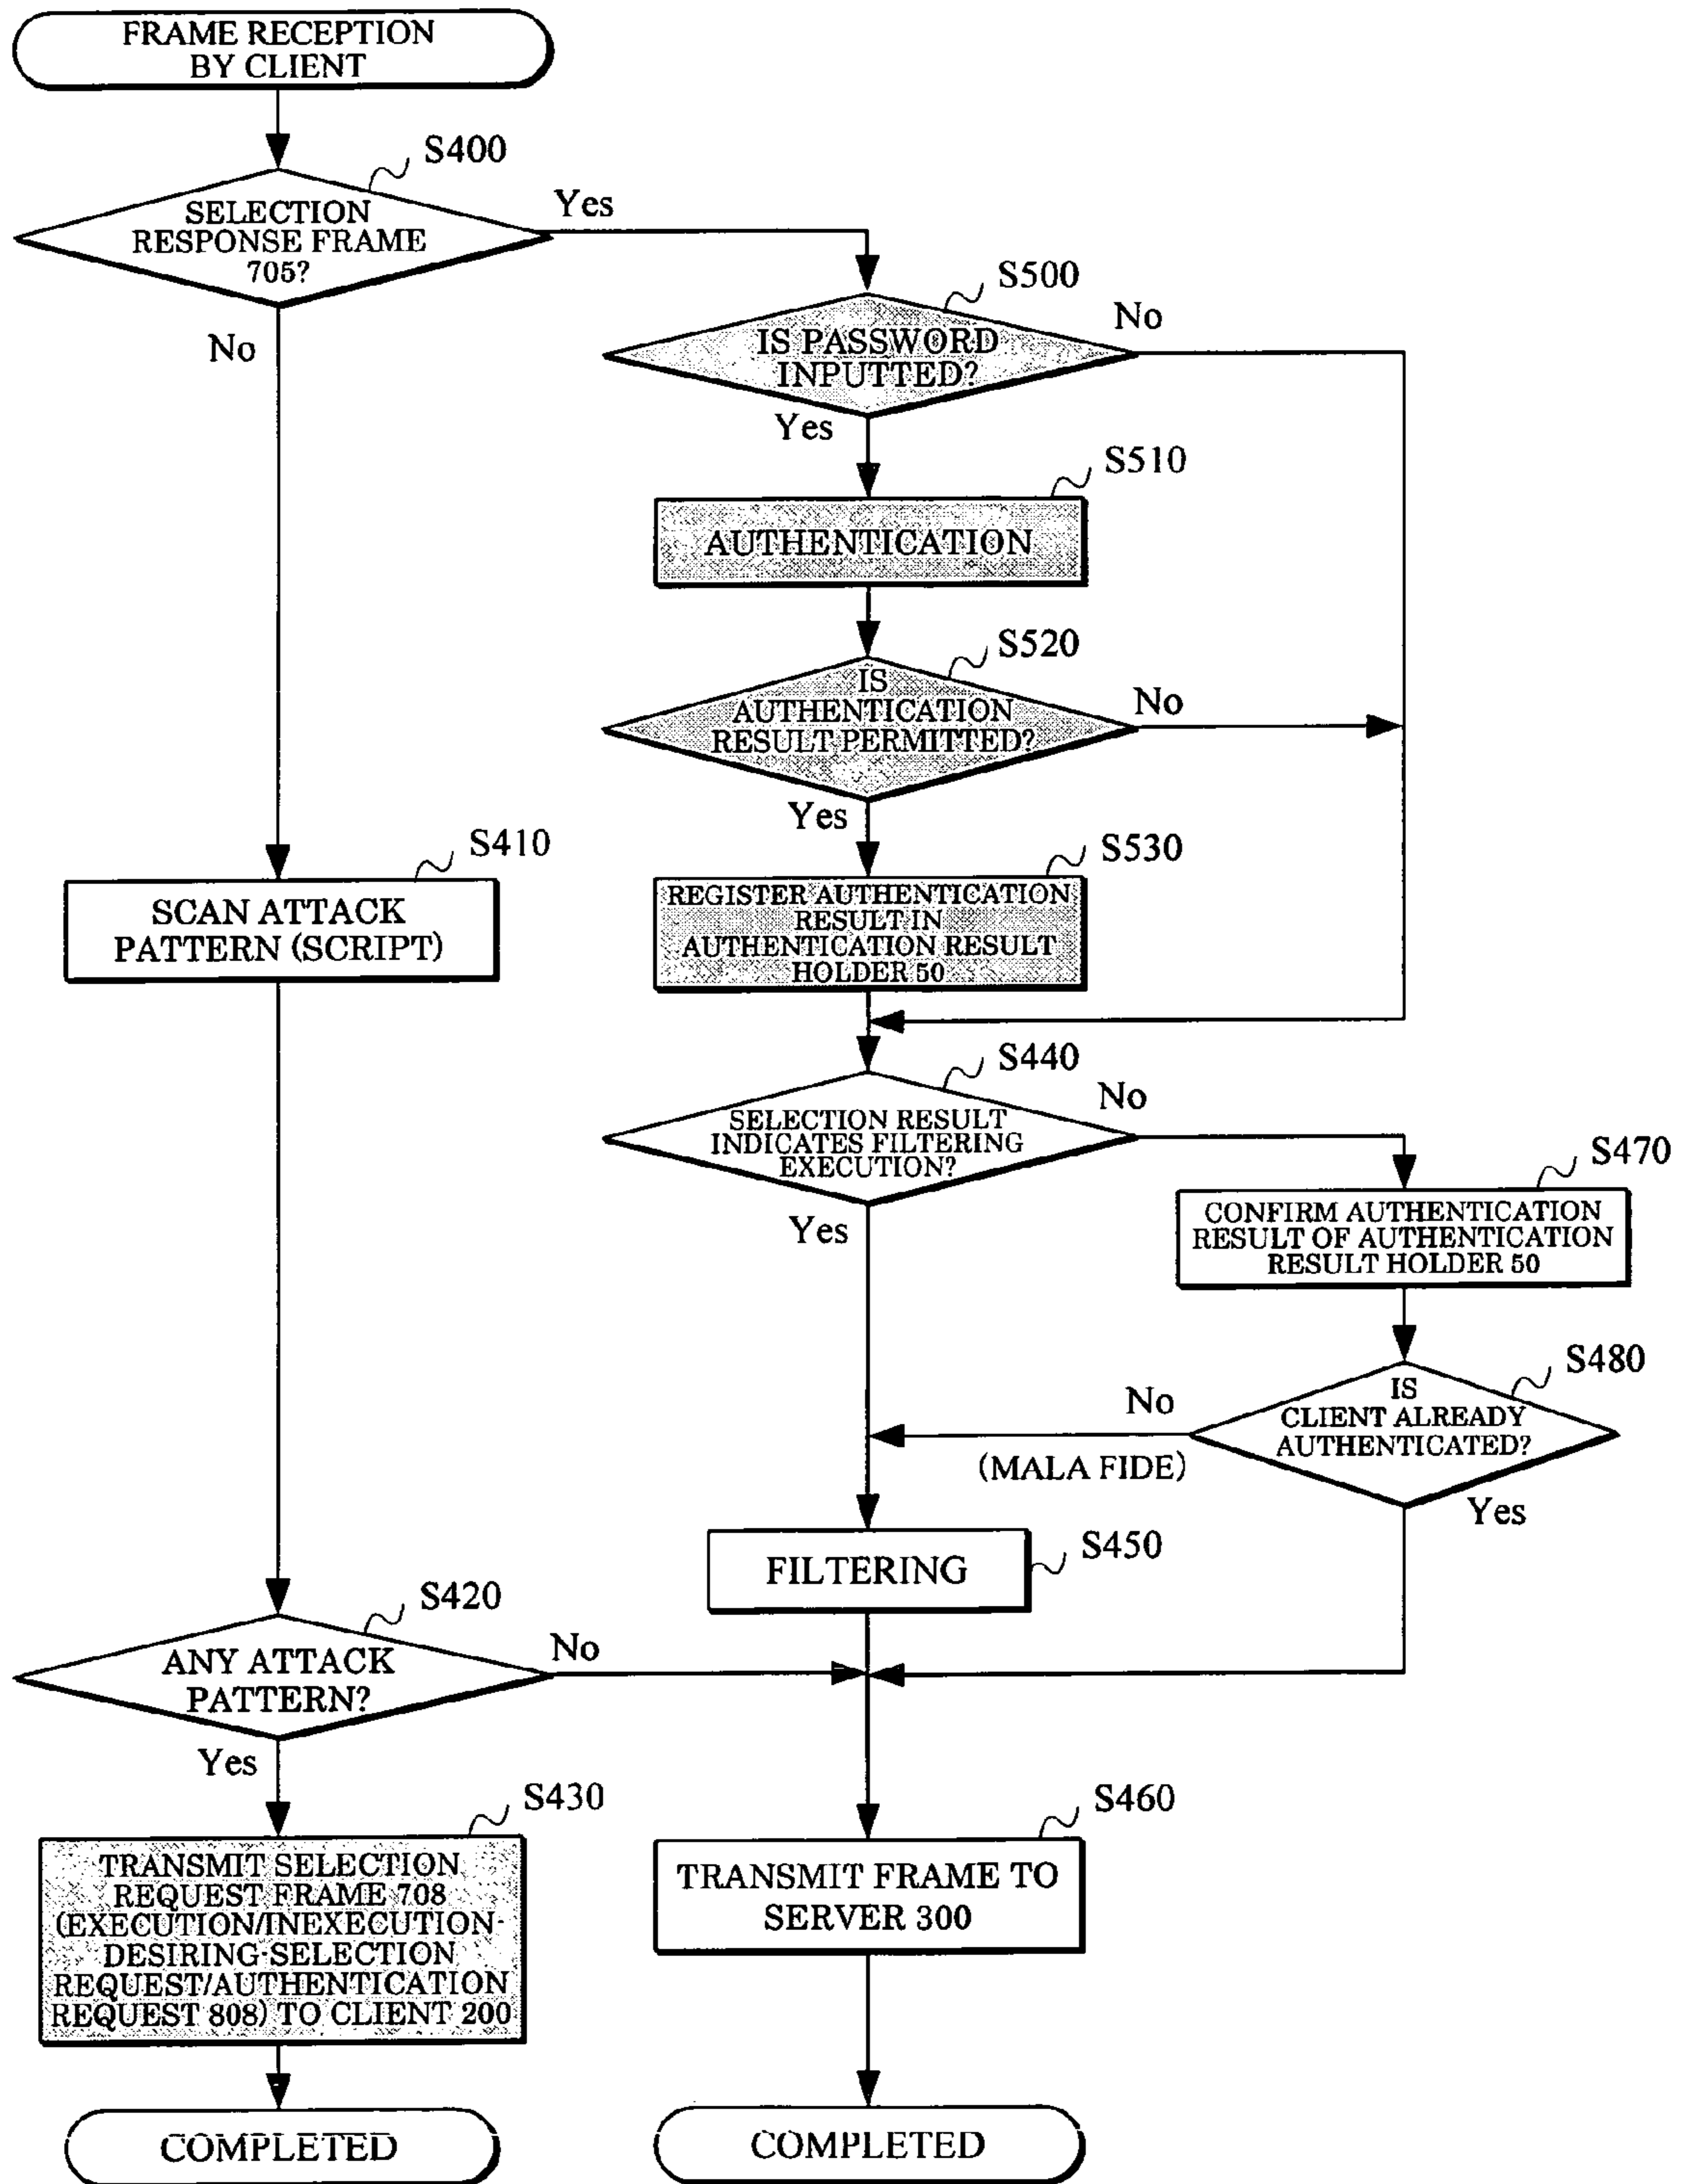 FRAME RECEPTION
BY CLIENT
S400
SELECTION
RESPONSE FRAME
705?
Yes
No
S500
IS PASSWORD
INPUTTED?
No
Yes
S510
AUTHENTICATION
S520
IS
AUTHENTICATION
RESULT PERMITTED?
No
Yes
S530
REGISTER AUTHENTICATION
RESULT IN
AUTHENTICATION RESULT
HOLDER 50
S410
SCAN ATTACK
PATTERN (SCRIPT)
S440
SELECTION RESULT
INDICATES FILTERING
EXECUTION?
No
Yes
S470
CONFIRM AUTHENTICATION
RESULT OF AUTHENTICATION
RESULT HOLDER 50
S480
IS
CLIENT ALREADY
AUTHENTICATED?
No
(MALA FIDE)
Yes
S450
FILTERING
S420
ANY ATTACK
PATTERN?
No
Yes
S430
TRANSMIT SELECTION
REQUEST FRAME 708
(EXECUTION/INEXECUTION-
DESIRING-SELECTION
REQUEST/AUTHENTICATION
REQUEST 808) TO CLIENT 200
S460
TRANSMIT FRAME TO
SERVER 300
COMPLETED
COMPLETED